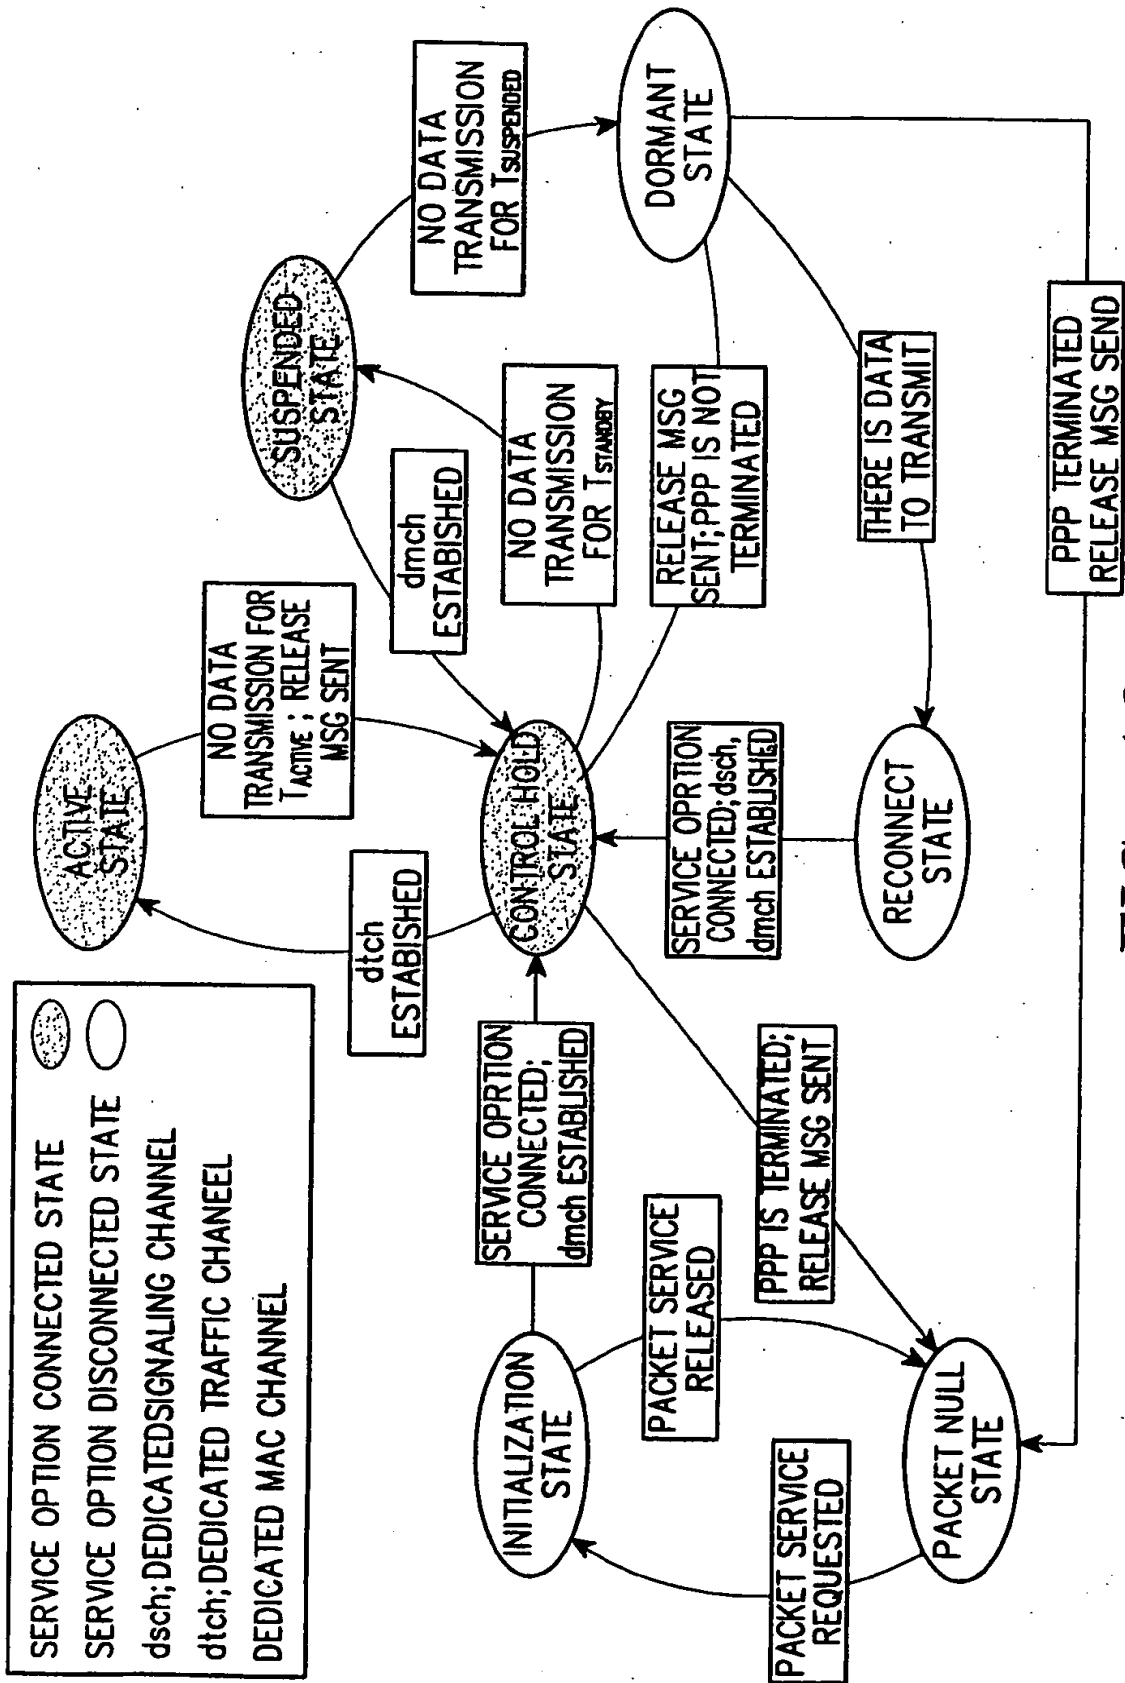 SERVICE OPTION CONNECTED STATE
SERVICE OPTION DISCONNECTED STATE
dsch;DEDICATEDSIGNALING CHANNEL
dtch;DEDICATED TRAFFIC CHANEEL
DEDICATED MAC CHANNEL
ACTIVE
STATE
dtch
ESTABISHED
NO DATA
TRANSMISSION FOR
TACTIVE ; RELEASE
MSG SENT
SUSPENDED
STATE
dmch
ESTABISHED
NO DATA
TRANSMISSION
FOR TSUSPENDED
NO DATA
TRANSMISSION
FOR TSTANDBY
INITIALIZATION
STATE
SERVICE OPRTION
CONNECTED;
dmch ESTABLISHED
CONTROL HOLD
STATE
RELEASE MSG
SENT;PPP IS NOT
TERMINATED
DORMANT
STATE
PACKET SERVICE
RELEASED
SERVICE OPRTION
CONNECTED;dsch,
dmch ESTABLISHED
PPP IS TERMINATED;
RELEASE MSG SENT
THERE IS DATA
TO TRANSMIT
PACKET SERVICE
REQUESTED
PACKET NULL
STATE
RECONNECT
STATE
PPP TERMINATED
RELEASE MSG SEND